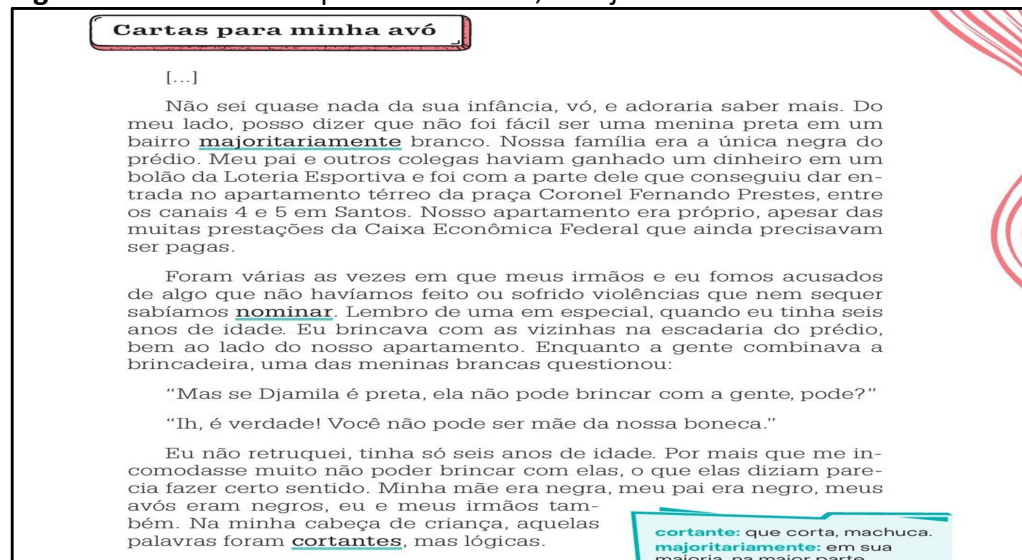 Cartas para minha avó
[...]
Não sei quase nada da sua infância, vó, e adoraria saber mais. Do
meu lado, posso dizer que não foi fácil ser uma menina preta em um
bairro majoritariamente branco. Nossa família era a única negra do
prédio. Meu pai e outros colegas haviam ganhado um dinheiro em um
bolão da Loteria Esportiva e foi com a parte dele que conseguiu dar en-
trada no apartamento térreo da praça Coronel Fernando Prestes, entre
os canais 4 e 5 em Santos. Nosso apartamento era próprio, apesar das
muitas prestações da Caixa Econômica Federal que ainda precisavam
ser pagas.
Foram várias as vezes em que meus irmãos e eu fomos acusados
de algo que não havíamos feito ou sofrido violências que nem sequer
sabíamos nominar. Lembro de uma em especial, quando eu tinha seis
anos de idade. Eu brincava com as vizinhas na escadaria do prédio,
bem ao lado do nosso apartamento. Enquanto a gente combinava a
brincadeira, uma das meninas brancas questionou:
“Mas se Djamila é preta, ela não pode brincar com a gente, pode?”
“Ih, é verdade! Você não pode ser mãe da nossa boneca.”
Eu não retruquei, tinha só seis anos de idade. Por mais que me in-
comodasse muito não poder brincar com elas, o que elas diziam pare-
cia fazer certo sentido. Minha mãe era negra, meu pai era negro, meus
avós eram negros, eu e meus irmãos tam-
bém. Na minha cabeça de criança, aquelas
palavras foram cortantes, mas lógicas.
cortante: que corta, machuca.
majoritariamente: em sua